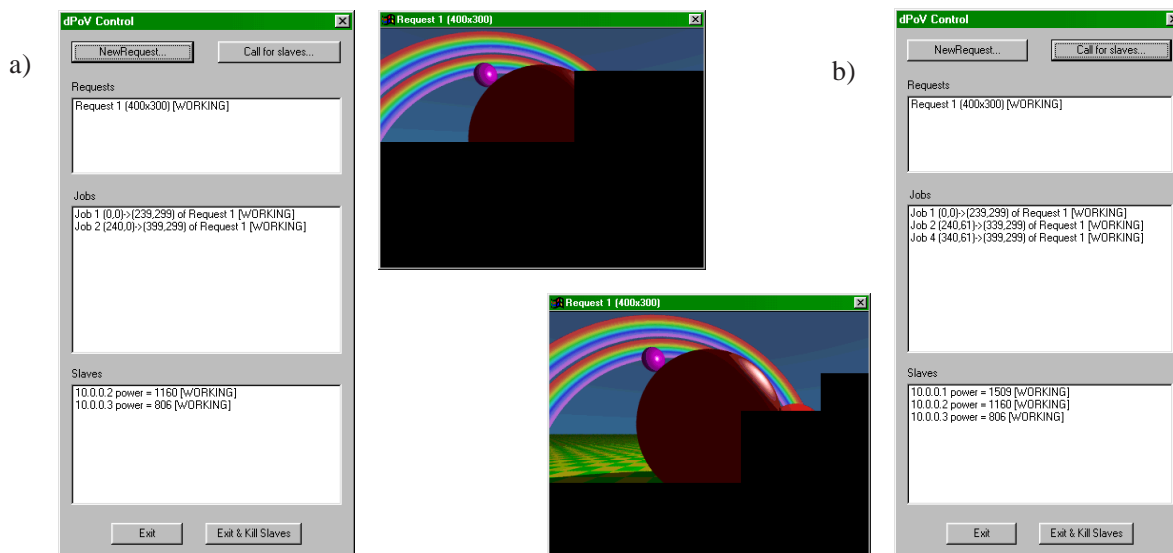 a)
dPoV Control
NewRequest...
Call for slaves...
Requests
Request 1 (400x300) [WORKING]
Jobs
Job 1 (0,0)->(239,299) of Request 1 [WORKING]
Job 2 (240,0)->(399,299) of Request 1 [WORKING]
Slaves
10.0.0.2 power = 1160 [WORKING]
10.0.0.3 power = 806 [WORKING]
Exit
Exit & Kill Slaves
Request 1 (400x300)
Request 1 (400x300)
b)
dPoV Control
NewRequest...
Call for slaves...
Requests
Request 1 (400x300) [WORKING]
Jobs
Job 1 (0,0)->(239,299) of Request 1 [WORKING]
Job 2 (240,61)->(339,299) of Request 1 [WORKING]
Job 4 (340,61)->(399,299) of Request 1 [WORKING]
Slaves
10.0.0.1 power = 1509 [WORKING]
10.0.0.2 power = 1160 [WORKING]
10.0.0.3 power = 806 [WORKING]
Exit
Exit & Kill Slaves